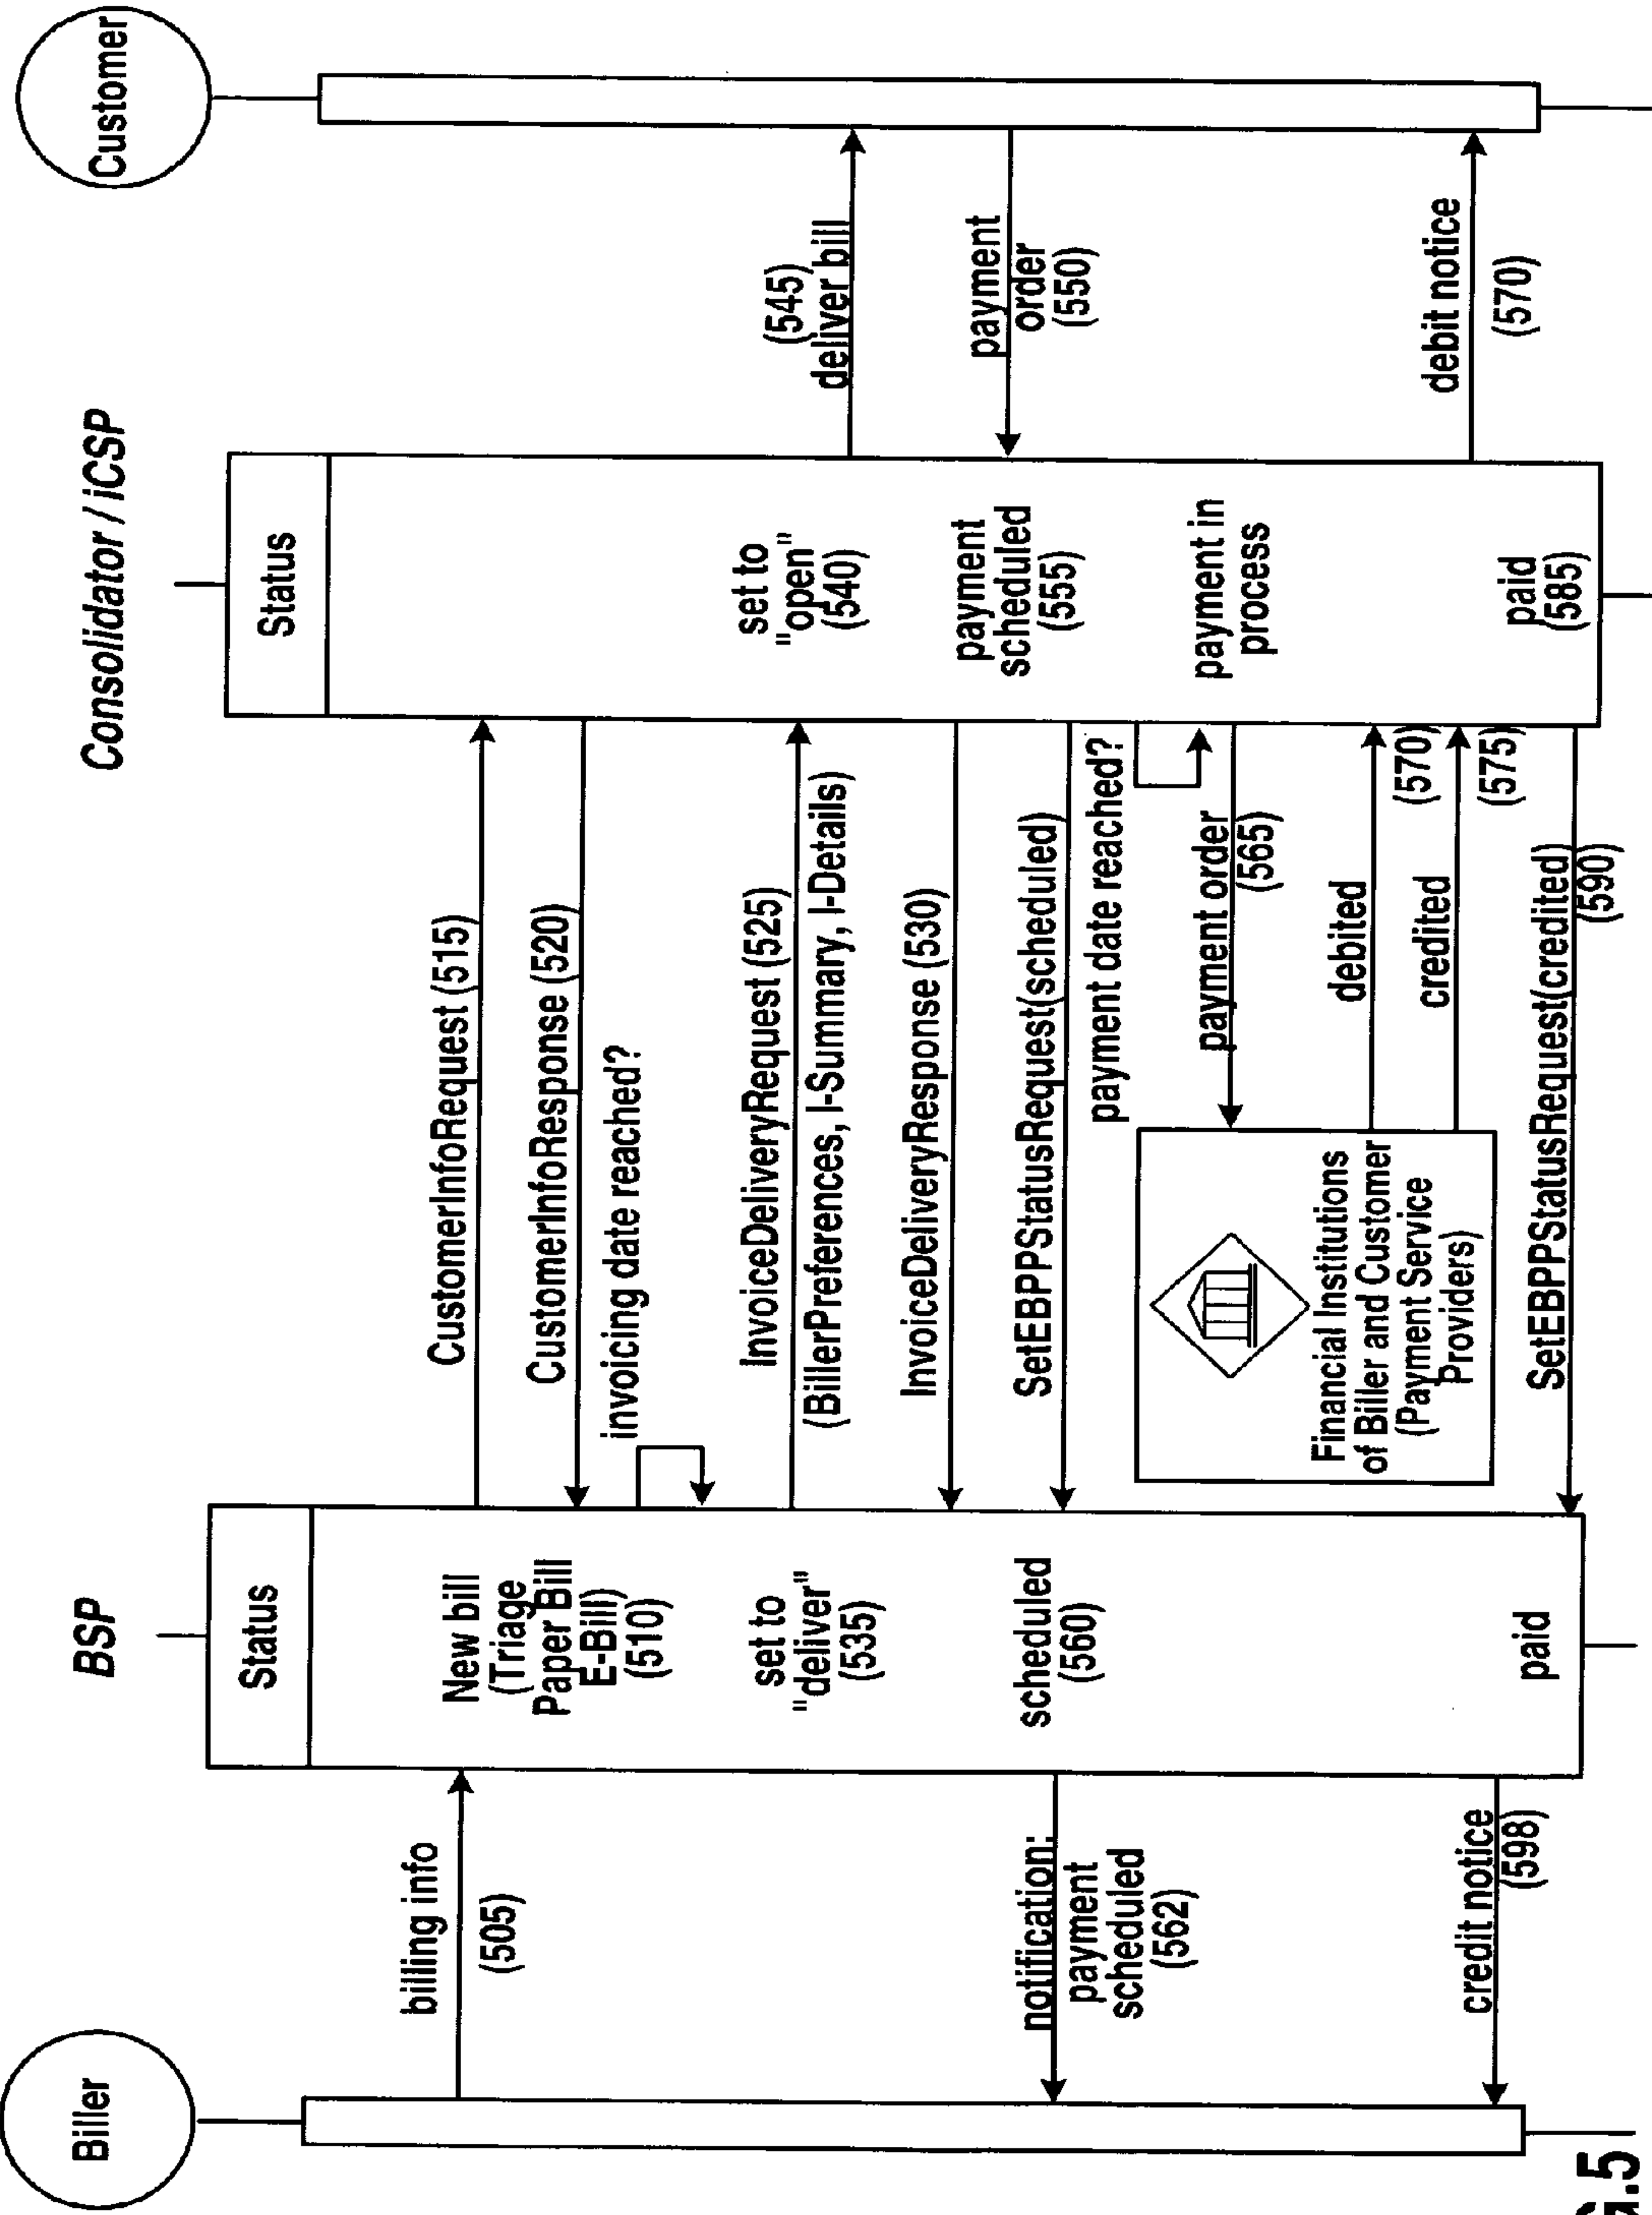 Biller
BSP
Consolidator / iCSP
Customer
Status
Status
billing info
(505)
New bill
(Triage
Paper Bill
E-Bill)
(510)
CustomerInfoRequest (515)
CustomerInfoResponse (520)
invoicing date reached?
set to
"deliver"
(535)
InvoiceDeliveryRequest (525)
(BillerPreferences, I-Summary, I-Details)
set to
"open"
(540)
(545)
deliver bill
InvoiceDeliveryResponse (530)
payment
order
(550)
payment
scheduled
(555)
SetEBPPStatusRequest(scheduled)
scheduled
(560)
notification:
payment
scheduled
(562)
payment date reached?
payment in
process
payment order
(565)
Financial Institutions
of Biller and Customer
(Payment Service
Providers)
debited
(570)
credited
(575)
debit notice
(570)
paid
(585)
SetEBPPStatusRequest(credited)
(590)
paid
credit notice
(598)
.5